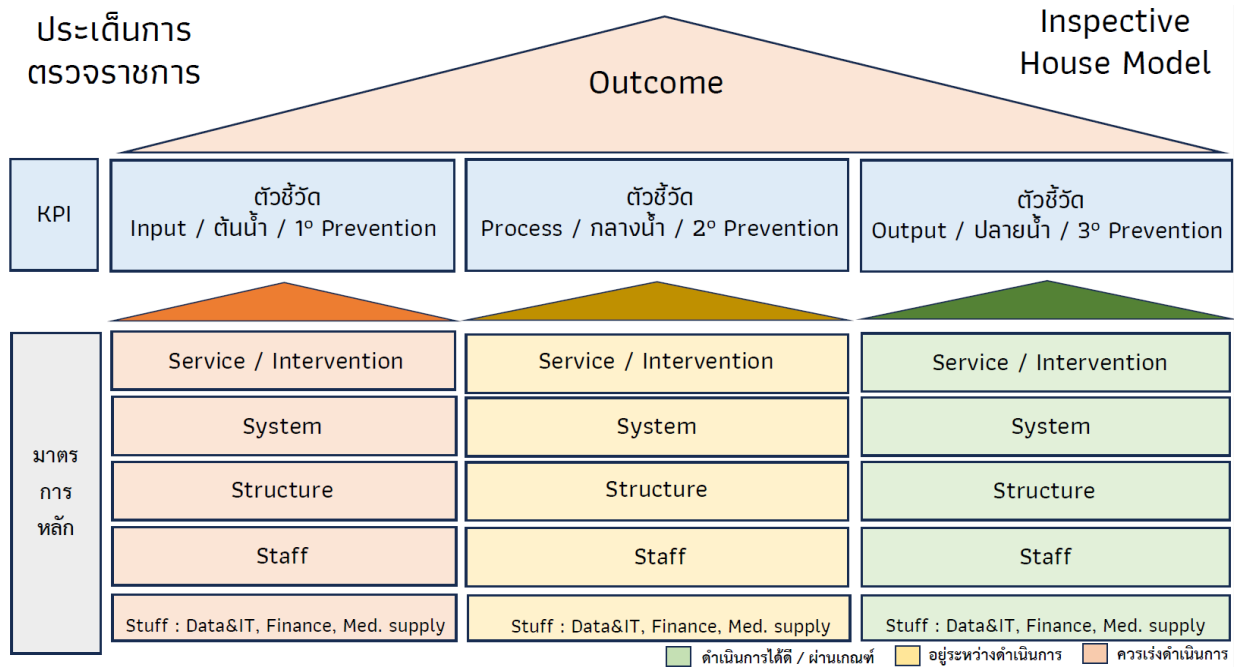 ประเด็นการ
ตรวจราชการ
Inspective
House Model
Outcome
KPI
ตัวชี้วัด
Input / ต้นน้ำ / 1º Prevention
ตัวชี้วัด
Process / กลางน้ำ / 2º Prevention
ตัวชี้วัด
Output / ปลายน้ำ / 3º Prevention
มาตร
การ
หลัก
Service / Intervention
System
Structure
Staff
Stuff : Data&IT, Finance, Med. supply
Service / Intervention
System
Structure
Staff
Stuff : Data&IT, Finance, Med. supply
Service / Intervention
System
Structure
Staff
Stuff : Data&IT, Finance, Med. supply
ดำเนินการได้ดี / ผ่านเกณฑ์
อยู่ระหว่างดำเนินการ
ควรเร่งดำเนินการ